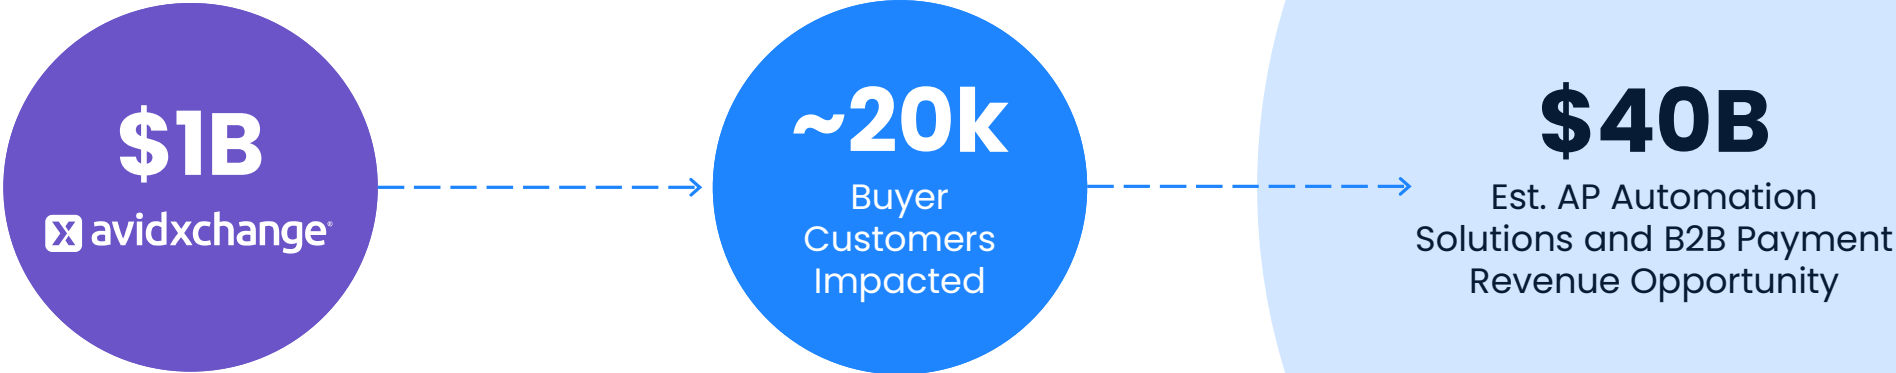 $1B
avidxchange®
~20k
Buyer
Customers
Impacted
$40B
Est. AP Automation
Solutions and B2B Payment
Revenue Opportunity